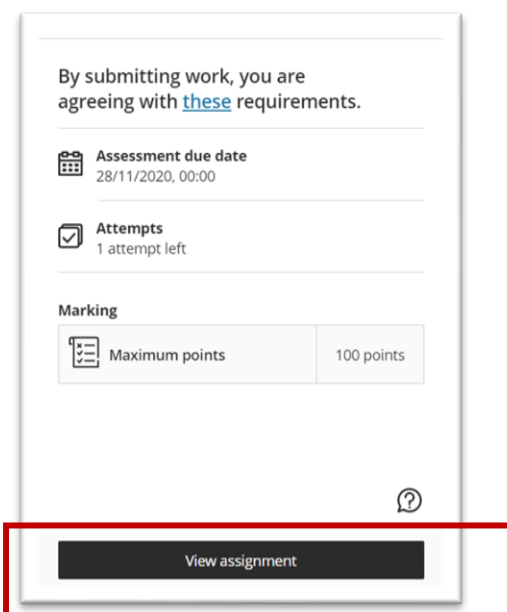 By submitting work, you are
agreeing with these requirements.
Assessment due date
28/11/2020, 00:00
Attempts
1 attempt left
Marking
Maximum points 100 points
View assignment